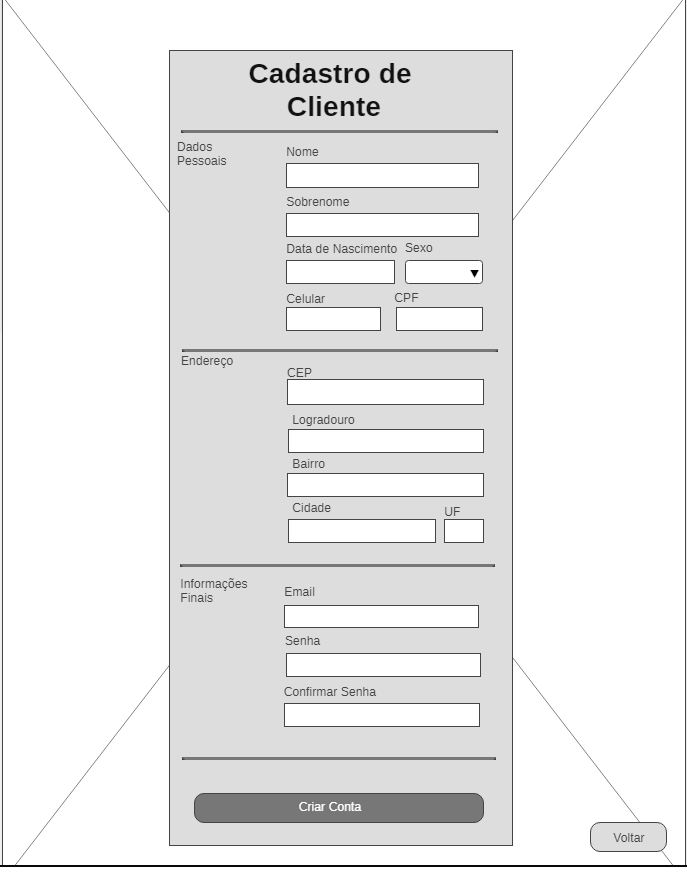 Cadastro de
Cliente
Dados
Pessoais
Nome
Sobrenome
Data de Nascimento Sexo
Celular CPF
Endereço
CEP
Logradouro
Bairro
Cidade UF
Informações
Finais
Email
Senha
Confirmar Senha
Criar Conta
Voltar